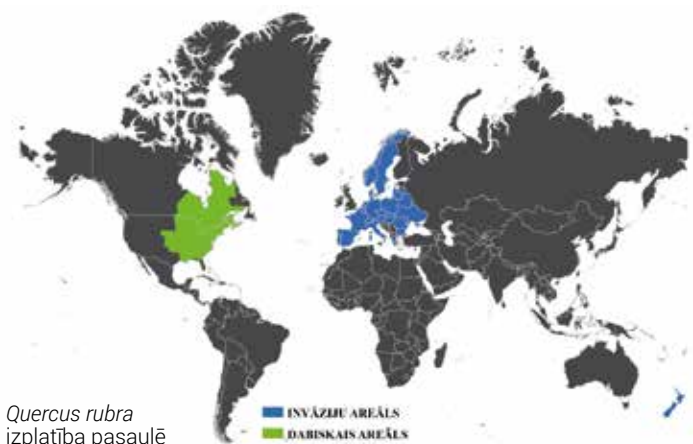 Quercus rubra
izplatība pasaulē
INVĀZIJU AREĀLS
DABISKAIS AREĀLS